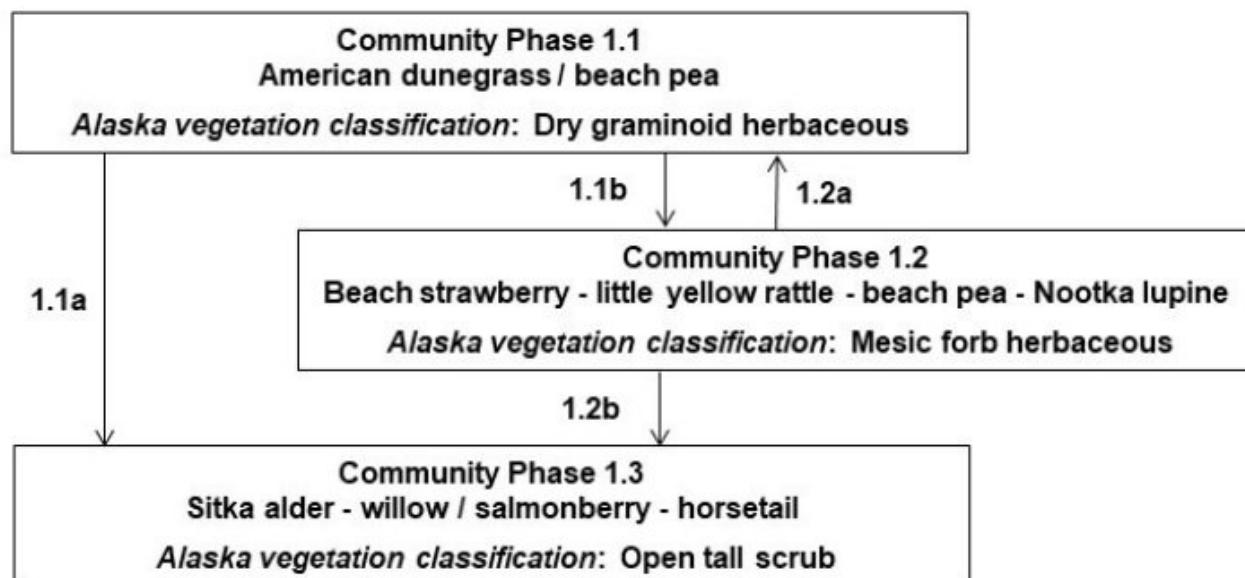 Community Phase 1.1
American dunegrass / beach pea
Alaska vegetation classification: Dry graminoid herbaceous
1.1b
1.2a
Community Phase 1.2
Beach strawberry - little yellow rattle - beach pea - Nootka lupine
Alaska vegetation classification: Mesic forb herbaceous
1.1a
1.2b
Community Phase 1.3
Sitka alder - willow / salmonberry - horsetail
Alaska vegetation classification: Open tall scrub